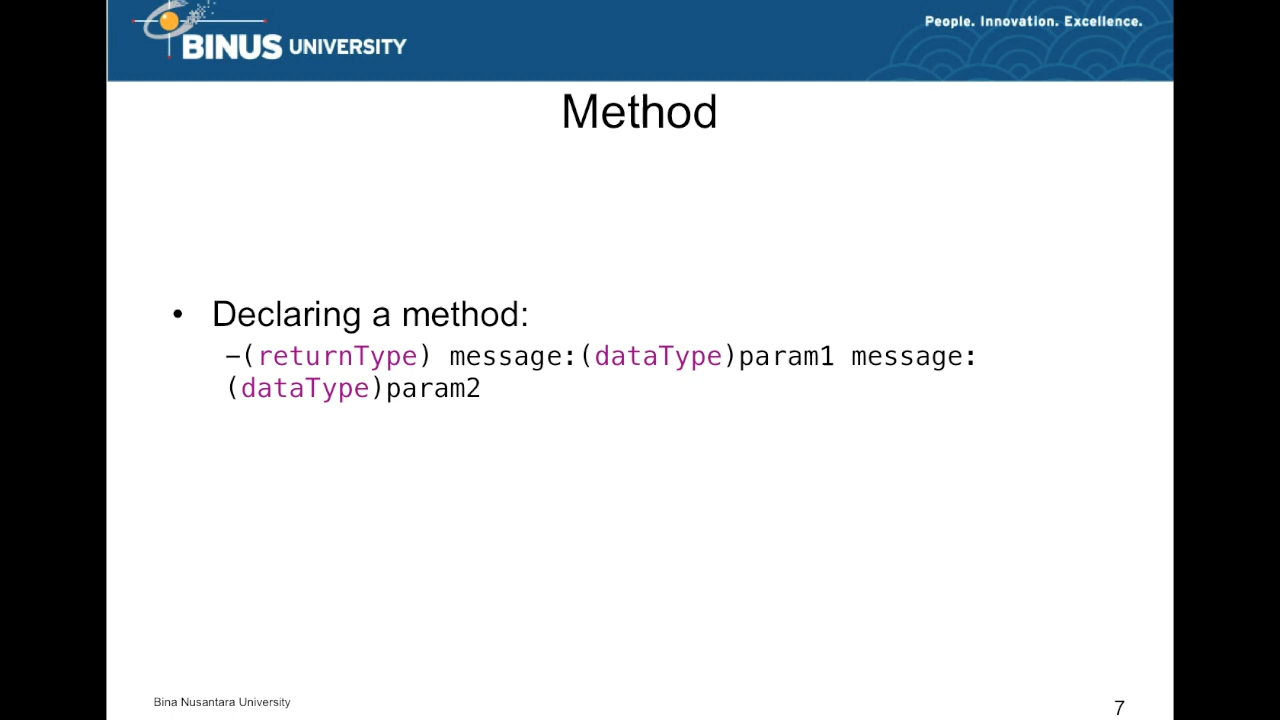 BINUS UNIVERSITY
People. Innovation. Excellence.
Method
• Declaring a method:
–(returnType) message:(dataType)param1 message:
(dataType)param2
Bina Nusantara University
7